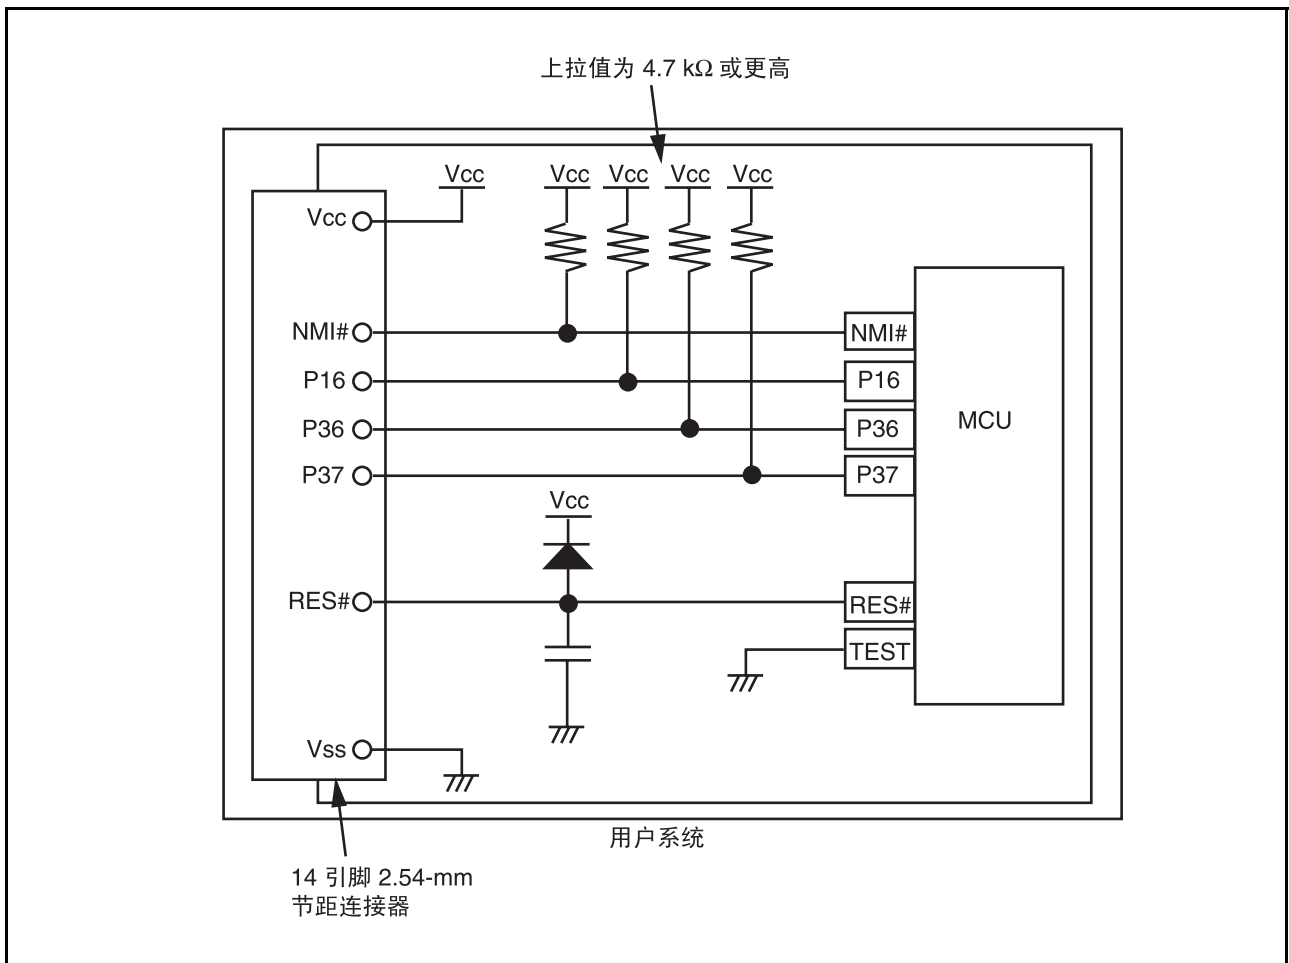 上拉值为 4.7 kΩ 或更高
Vcc
Vcc
Vcc
Vcc
Vcc
Vcc
NMI#
NMI#
P16
P16
MCU
P36
P36
P37
P37
Vcc
RES#
RES#
TEST
Vss
用户系统
14 引脚 2.54-mm
节距连接器